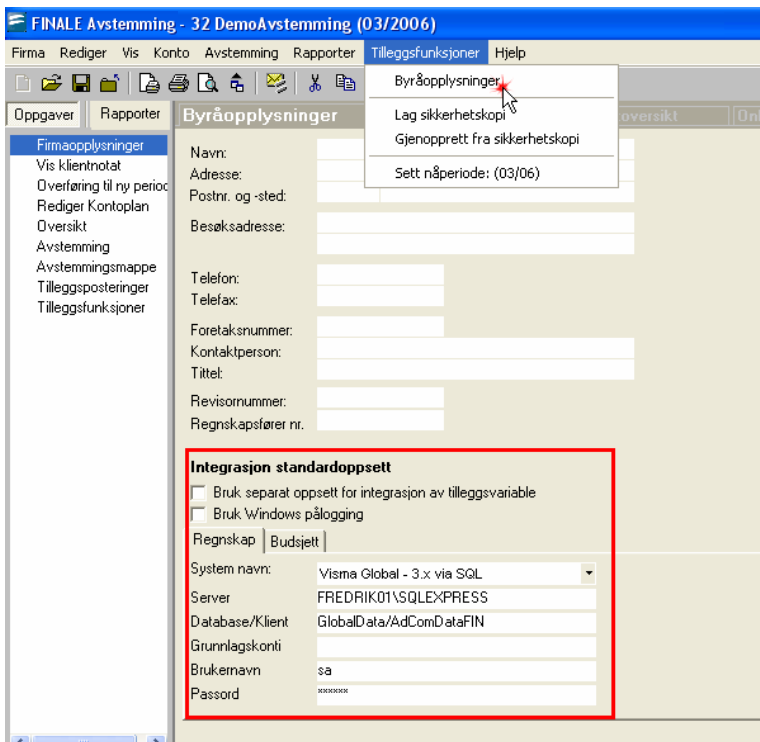 FINALE Avstemming - 32 DemoAvstemming (03/2006)
Firma Rediger Vis Konto Avstemming Rapporter Tilleggsfunksjoner Hjelp
Byråopplysninger
Lag sikkerhetskopi
Gjenopprett fra sikkerhetskopi
Sett nåperiode: (03/06)
Oppgaver Rapporter
Byråopplysninger oversikt
Firmaopplysninger
Vis klientnotat
Overføring til ny period
Rediger Kontoplan
Oversikt
Avstemming
Avstemmingsmappe
Tilleggsposteringer
Tilleggsfunksjoner
Navn:
Adresse:
Postnr. og -sted:
Besøksadresse:
Telefon:
Telefax:
Foretaksnummer:
Kontaktperson:
Tittel:
Revisornummer:
Regnskapsfører nr.
Integrasjon standardoppsett
Bruk separat oppsett for integrasjon av tilleggsvariable
Bruk Windows pålogging
Regnskap Budsjett
System navn: Visma Global - 3.x via SQL
Server FREDRIK01\SQLEXPRESS
Database/Klient GlobalData/AdComDataFIN
Grunnlagskonti
Brukernavn sa
Passord ××××××